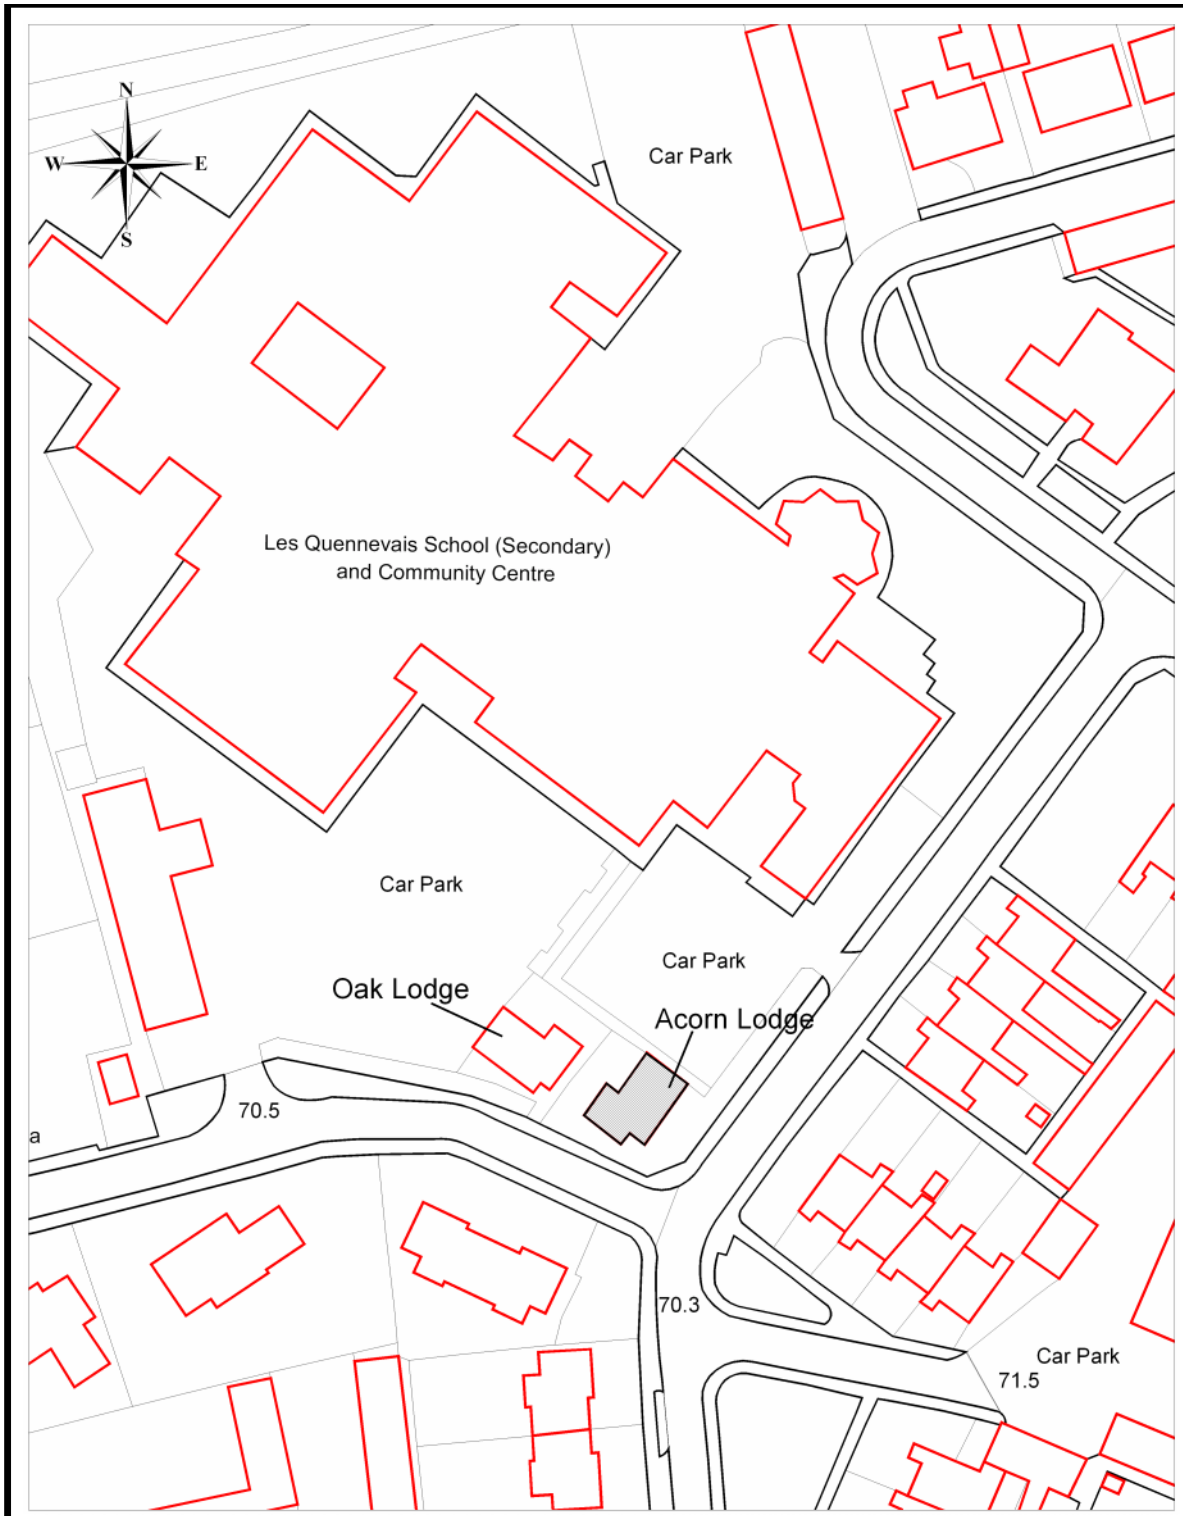 N
W E
S
Car Park
Les Quennevais School (Secondary)
and Community Centre
Car Park
Car Park
Oak Lodge
Acorn Lodge
70.5
a
70.3
Car Park
71.5